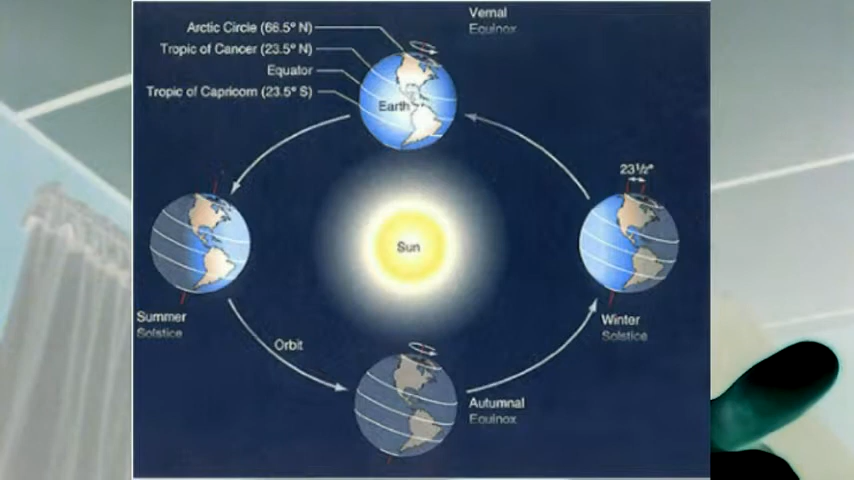 Vernal
Equinox
Arctic Circle (66.5° N)
Tropic of Cancer (23.5° N)
Equator
Tropic of Capricorn (23.5° S)
Earth
23½°
Sun
Summer
Solstice
Winter
Solstice
Orbit
Autumnal
Equinox